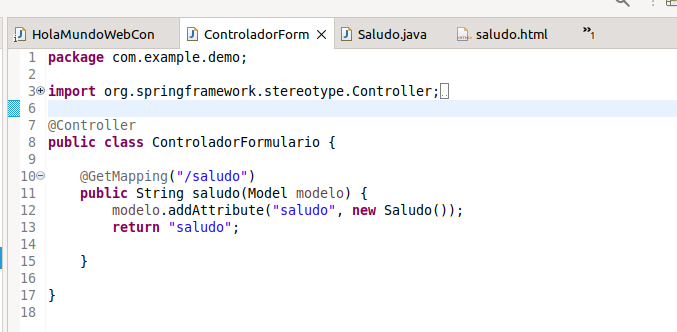 HolaMundoWebCon ControladorForm Saludo.java saludo.html »1
1 package com.example.demo;
2
3 import org.springframework.stereotype.Controller;
6
7 @Controller
8 public class ControladorFormulario {
9
10 @GetMapping("/saludo")
11 public String saludo(Model modelo) {
12 modelo.addAttribute("saludo", new Saludo());
13 return "saludo";
14
15 }
16
17 }
18